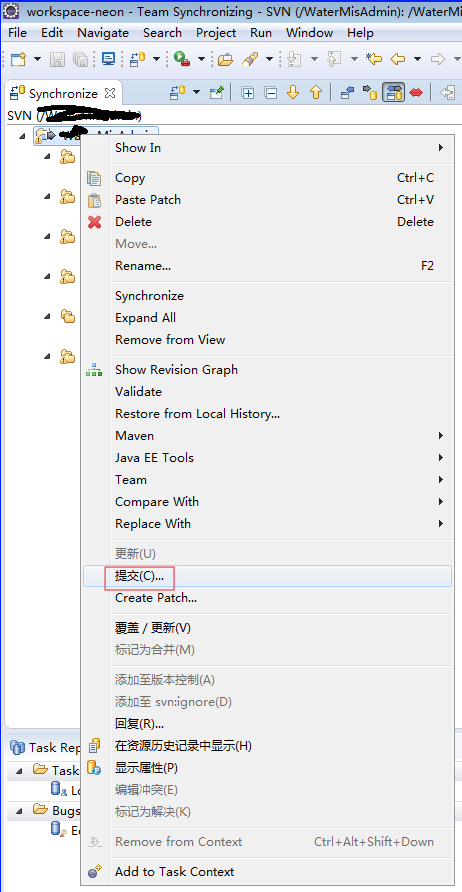 workspace-neon - Team Synchronizing - SVN (/WaterMisAdmin): /WaterMis
File Edit Navigate Search Project Run Window Help
Synchronize
SVN
Show In
Copy Ctrl+C
Paste Patch Ctrl+V
Delete Delete
Move...
Rename... F2
Synchronize
Expand All
Remove from View
Show Revision Graph
Validate
Restore from Local History...
Maven
Java EE Tools
Team
Compare With
Replace With
更新(U)
提交(C)...
Create Patch...
覆盖 / 更新(V)
标记为合并(M)
添加至版本控制(A)
添加至 svn:ignore(D)
回复(R)...
在资源历史记录中显示(H)
显示属性(P)
编辑冲突(E)
标记为解决(K)
Remove from Context Ctrl+Alt+Shift+Down
Add to Task Context
Task Rep
Task
Lo
Bugs